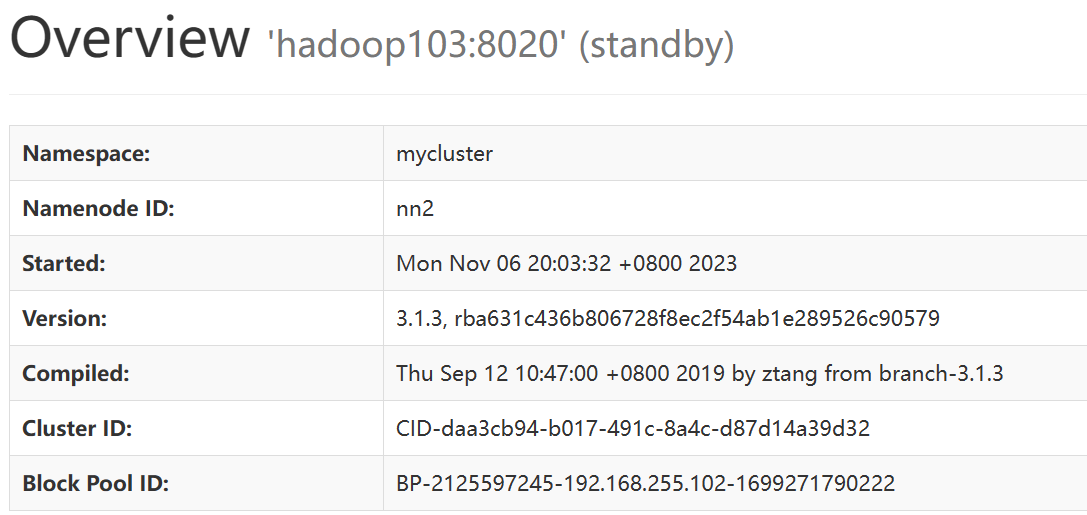 Overview 'hadoop103:8020' (standby)
Namespace: mycluster
Namenode ID: nn2
Started: Mon Nov 06 20:03:32 +0800 2023
Version: 3.1.3, rba631c436b806728f8ec2f54ab1e289526c90579
Compiled: Thu Sep 12 10:47:00 +0800 2019 by ztang from branch-3.1.3
Cluster ID: CID-daa3cb94-b017-491c-8a4c-d87d14a39d32
Block Pool ID: BP-2125597245-192.168.255.102-1699271790222